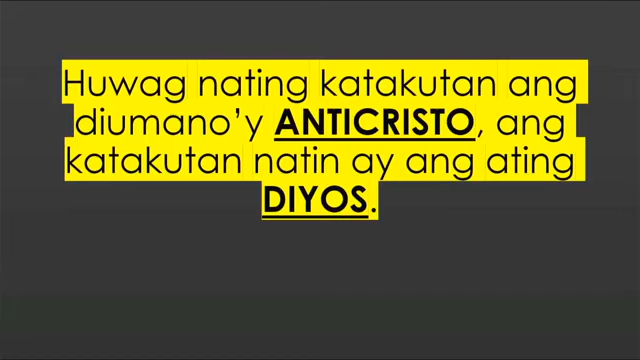 Huwag nating katakutan ang
diumano’y ANTICRISTO, ang
katakutan natin ay ang ating
DIYOS.